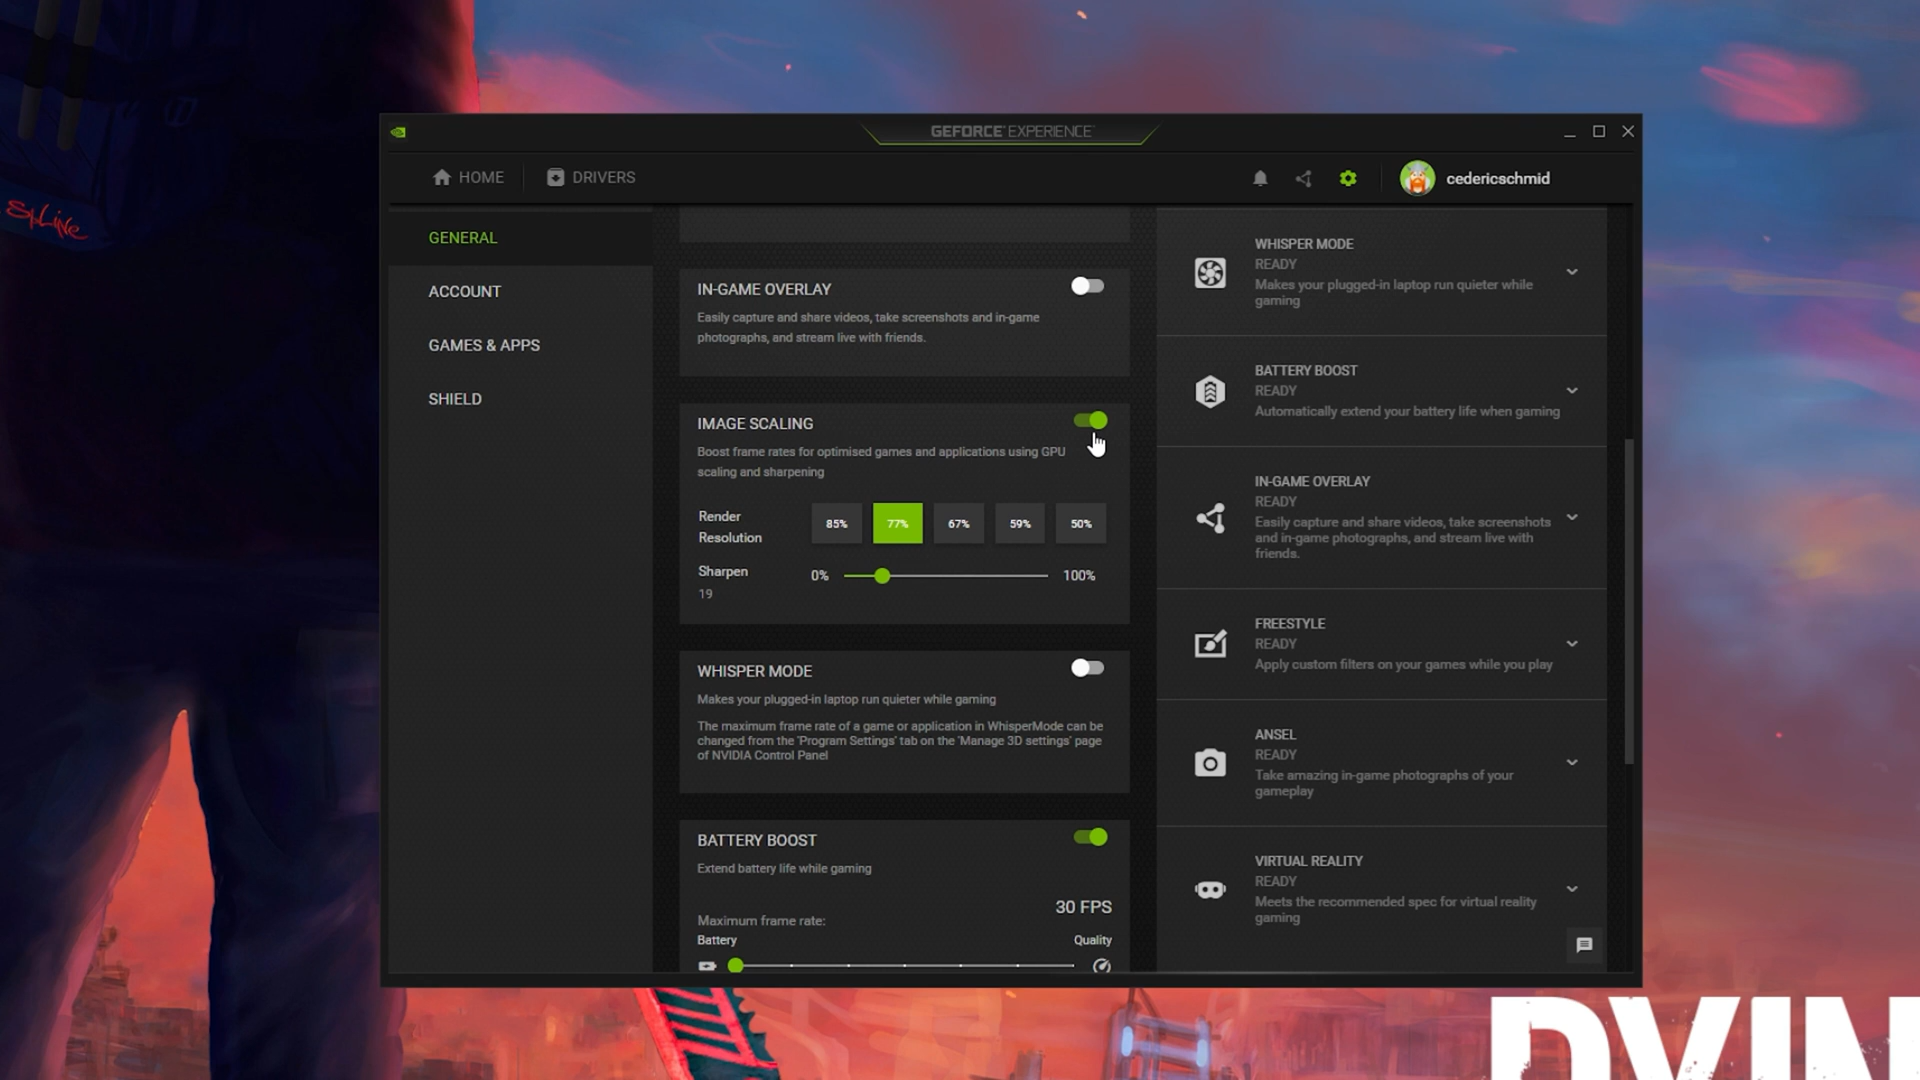 GEFORCE EXPERIENCE
HOME
DRIVERS
cedericschmid
GENERAL
ACCOUNT
GAMES & APPS
SHIELD
IN-GAME OVERLAY
Easily capture and share videos, take screenshots and in-game
photographs, and stream live with friends.
IMAGE SCALING
Boost frame rates for optimised games and applications using GPU
scaling and sharpening
Render
Resolution
85% 77% 67% 59% 50%
Sharpen
19
0% 100%
WHISPER MODE
Makes your plugged-in laptop run quieter while gaming
The maximum frame rate of a game or application in WhisperMode can be
changed from the 'Program Settings' tab on the 'Manage 3D settings' page
of NVIDIA Control Panel
BATTERY BOOST
Extend battery life while gaming
30 FPS
Maximum frame rate:
Battery Quality
WHISPER MODE
READY
Makes your plugged-in laptop run quieter while
gaming
BATTERY BOOST
READY
Automatically extend your battery life when gaming
IN-GAME OVERLAY
READY
Easily capture and share videos, take screenshots
and in-game photographs, and stream live with
friends.
FREESTYLE
READY
Apply custom filters on your games while you play
ANSEL
READY
Take amazing in-game photographs of your
gameplay
VIRTUAL REALITY
READY
Meets the recommended spec for virtual reality
gaming
SpLiNe
DYIN